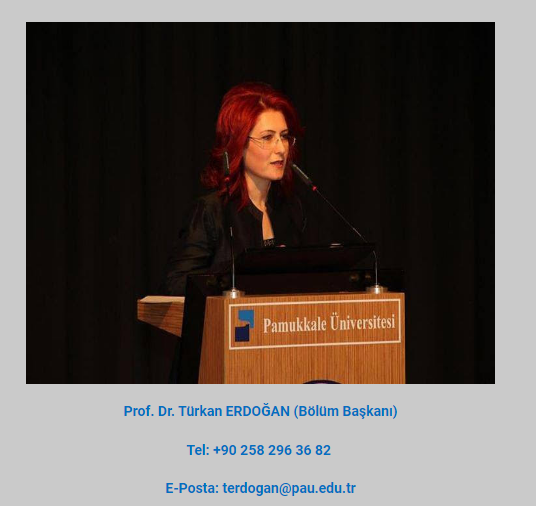 Pamukkale Üniversitesi
Prof. Dr. Türkan ERDOĞAN (Bölüm Başkanı)
Tel: +90 258 296 36 82
E-Posta: terdogan@pau.edu.tr